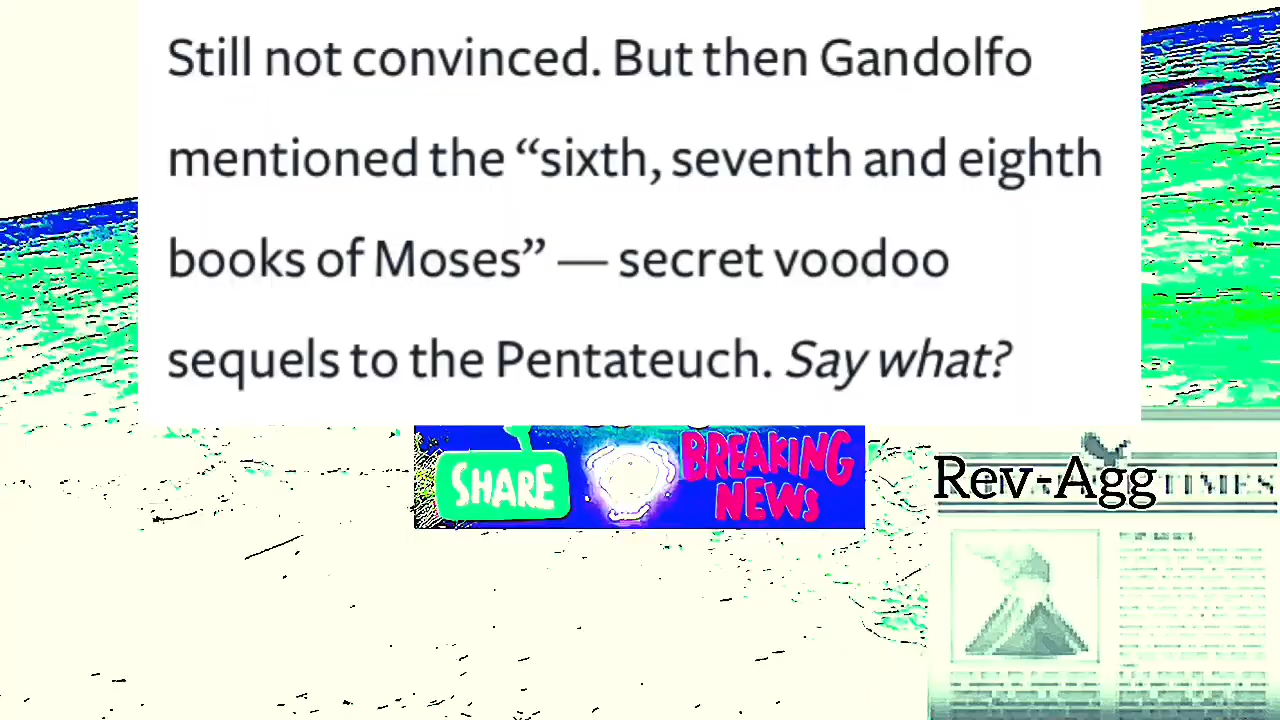 Still not convinced. But then Gandolfo
mentioned the “sixth, seventh and eighth
books of Moses” — secret voodoo
sequels to the Pentateuch. Say what?
SHARE
BREAKING
NEWS
Rev-Agg
TIMES